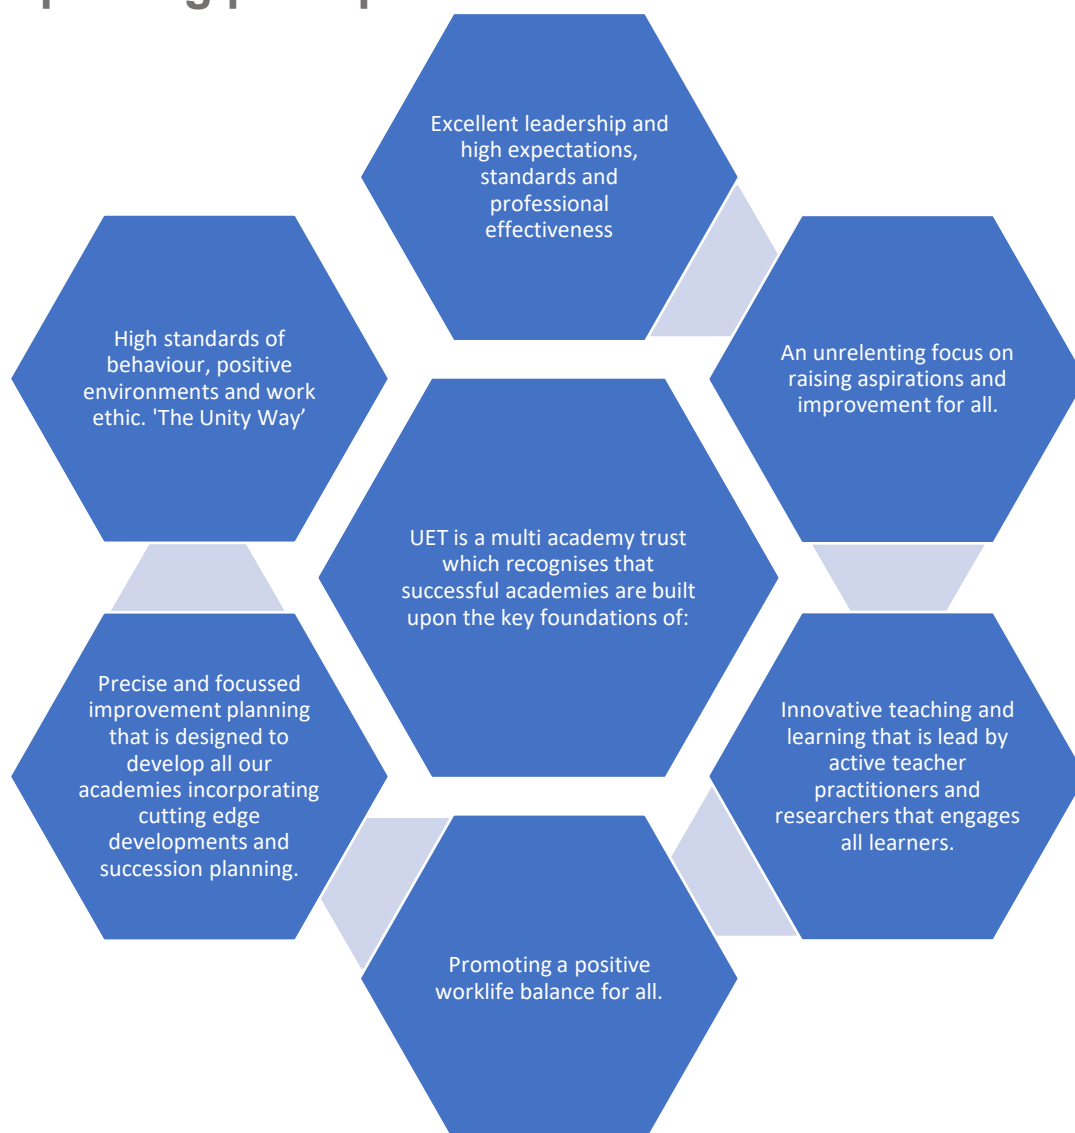 Excellent leadership and
high expectations,
standards and
professional
effectiveness
An unrelenting focus on
raising aspirations and
improvement for all.
Innovative teaching and
learning that is lead by
active teacher
practitioners and
researchers that engages
all learners.
Promoting a positive
worklife balance for all.
Precise and focussed
improvement planning
that is designed to
develop all our
academies incorporating
cutting edge
developments and
succession planning.
High standards of
behaviour, positive
environments and work
ethic. 'The Unity Way’
UET is a multi academy trust
which recognises that
successful academies are built
upon the key foundations of: